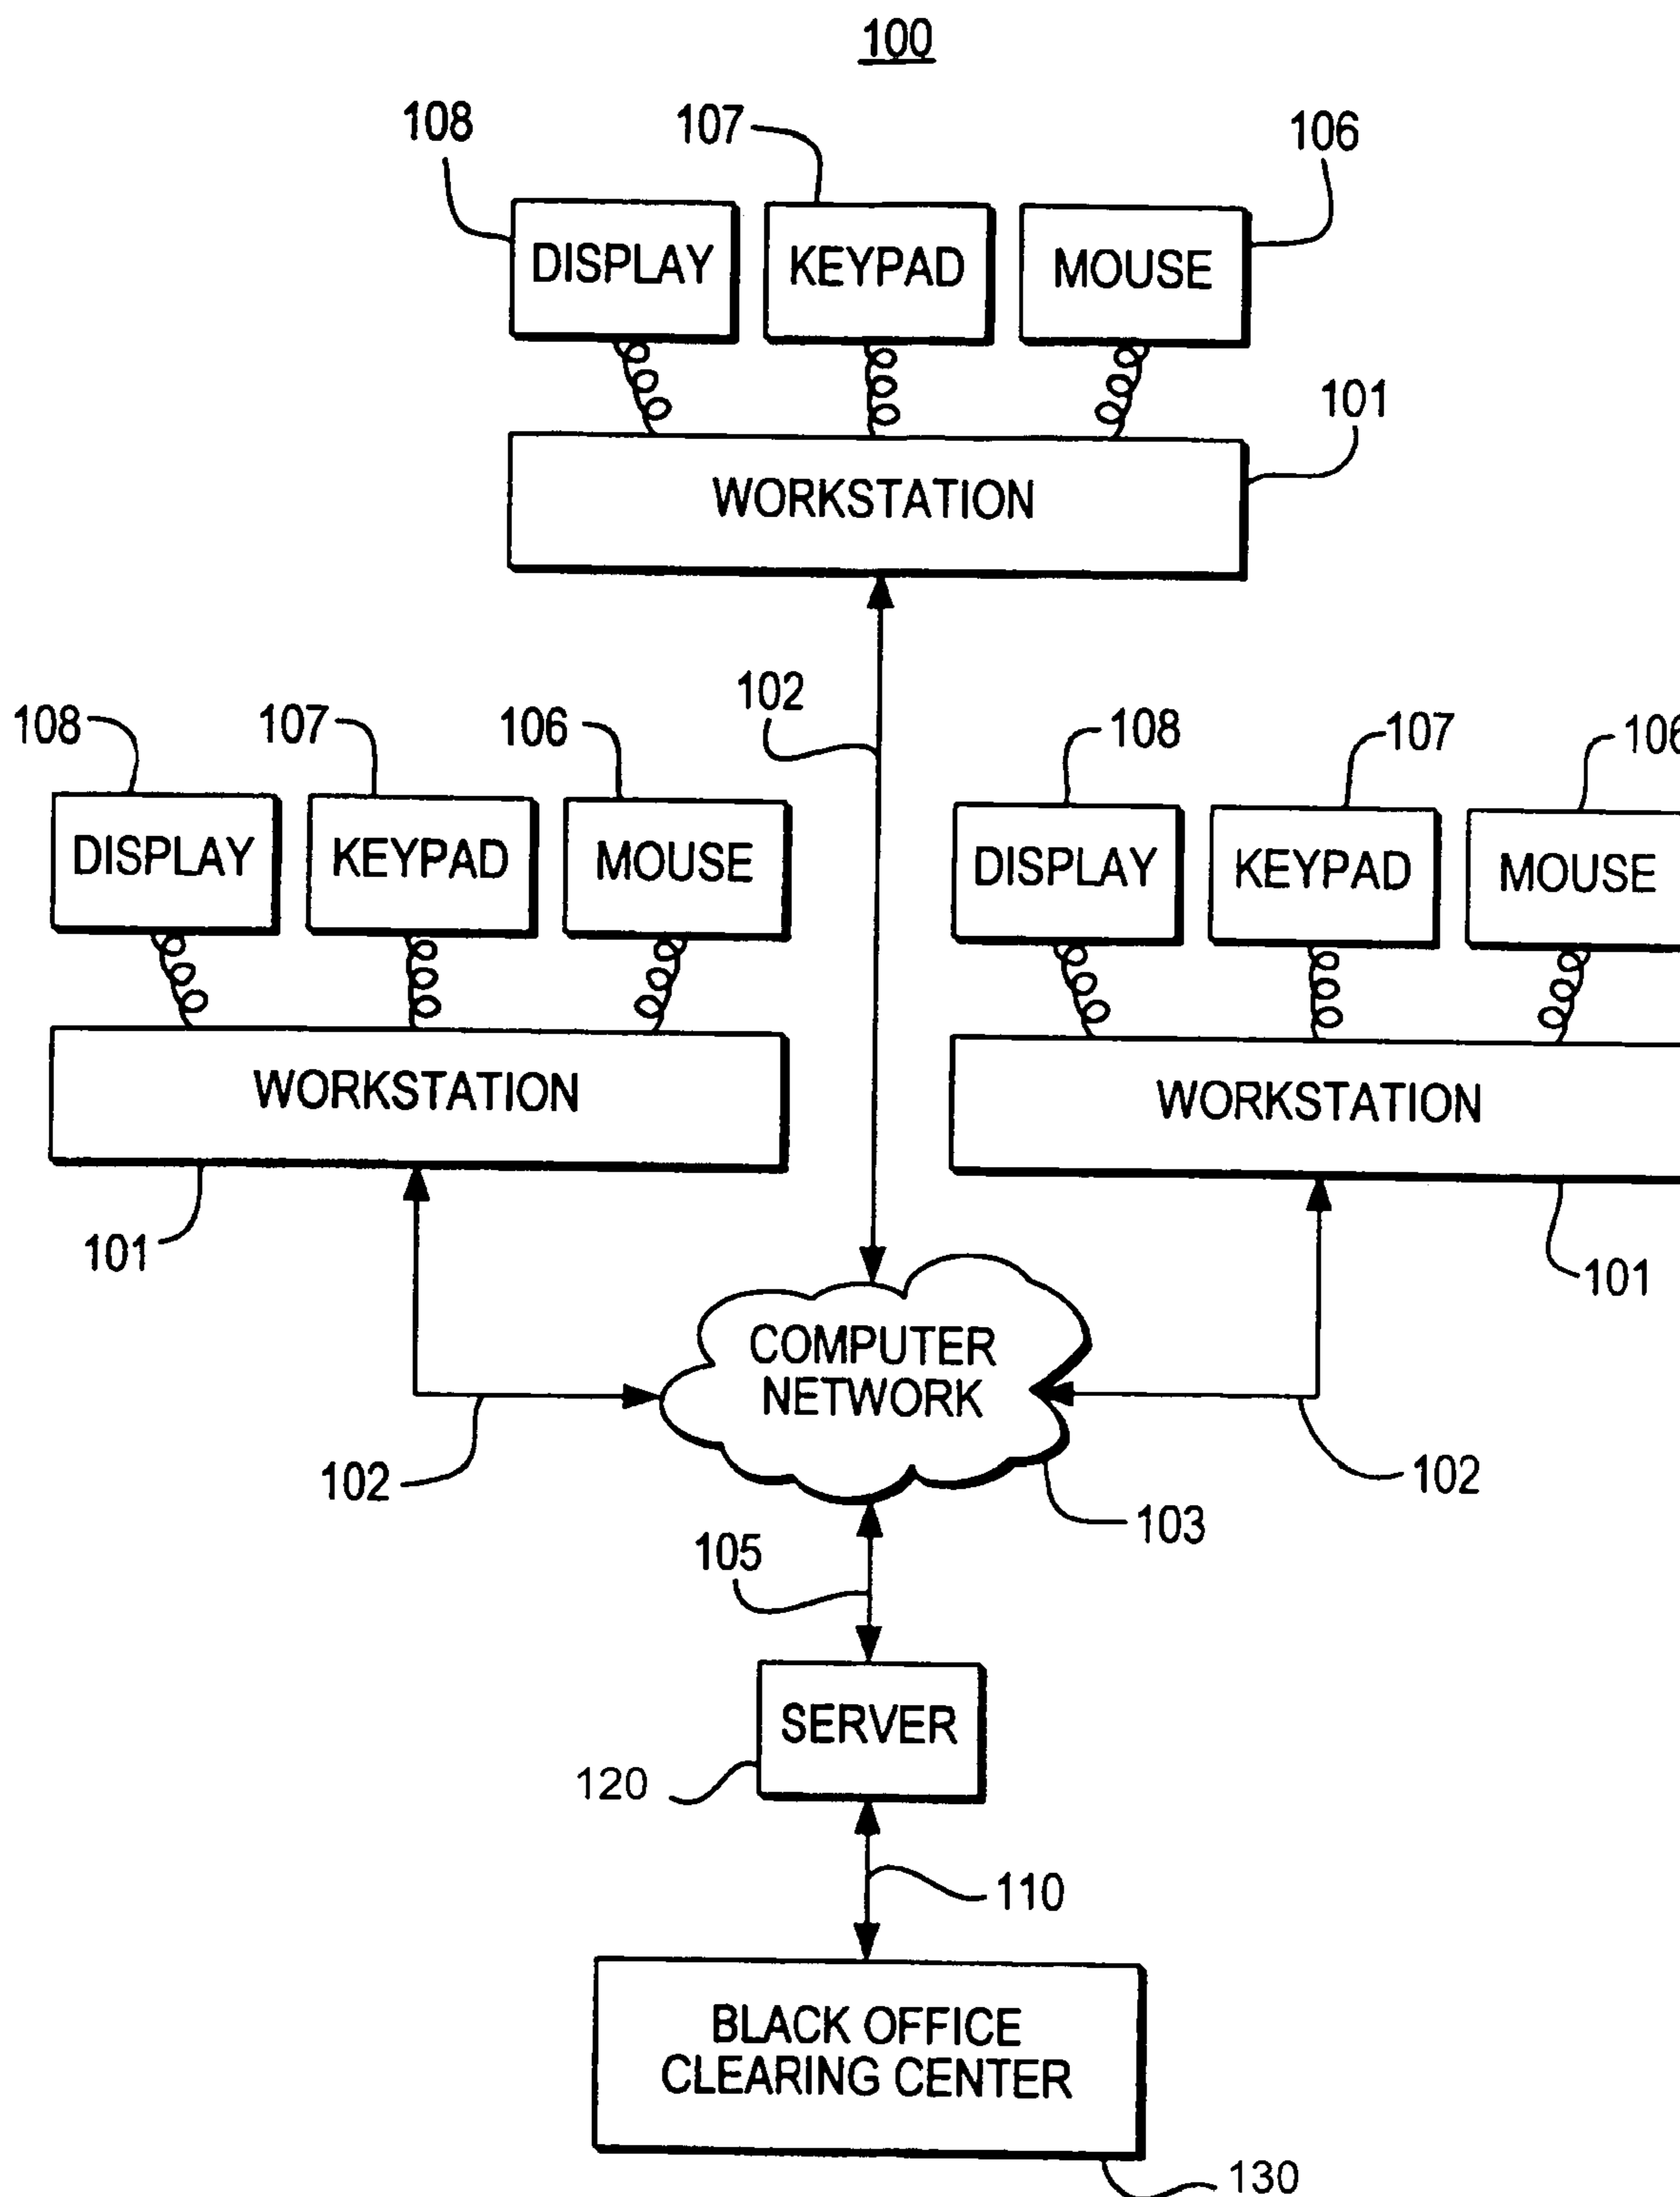 100
108 107 106
DISPLAY KEYPAD MOUSE
101
WORKSTATION
102
108 107 106 108 107 106
DISPLAY KEYPAD MOUSE DISPLAY KEYPAD MOUSE
WORKSTATION WORKSTATION
101 101
COMPUTER
NETWORK
102 102
103
105
SERVER
120
110
BLACK OFFICE
CLEARING CENTER
130